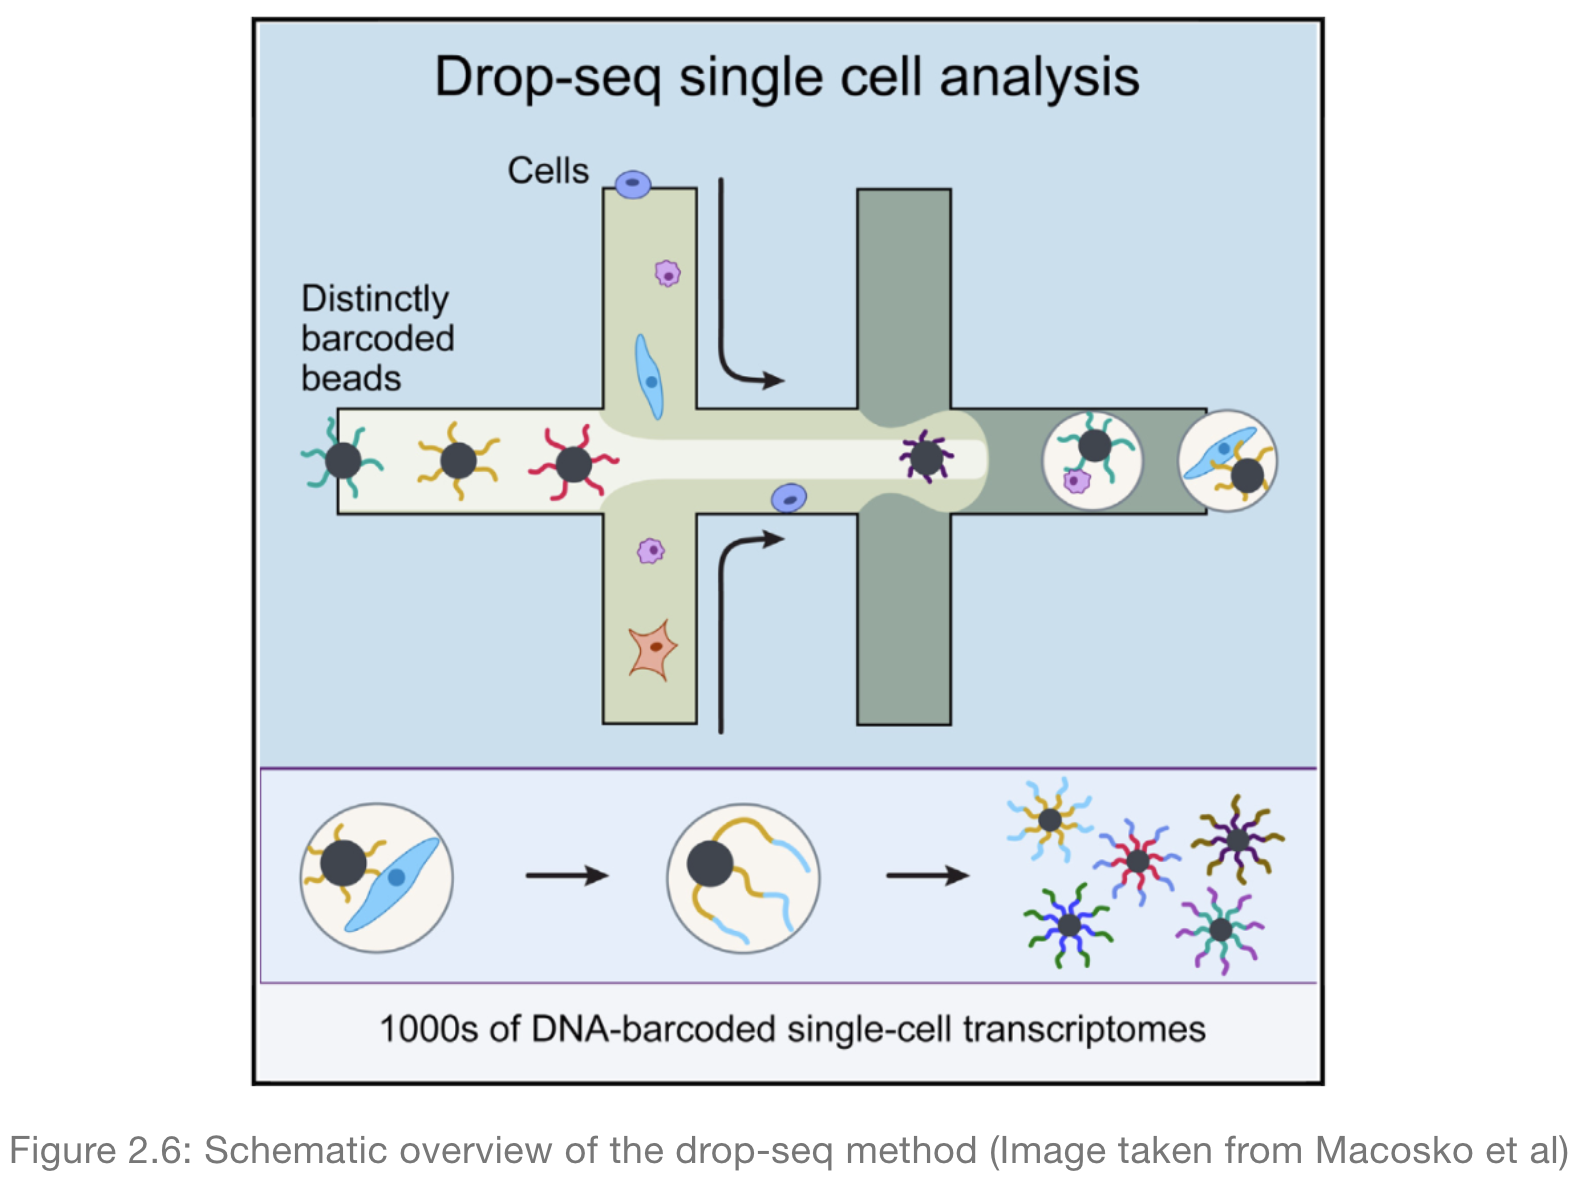 Drop-seq single cell analysis
Cells
Distinctly
barcoded
beads
1000s of DNA-barcoded single-cell transcriptomes
Figure 2.6: Schematic overview of the drop-seq method (Image taken from Macosko et al)